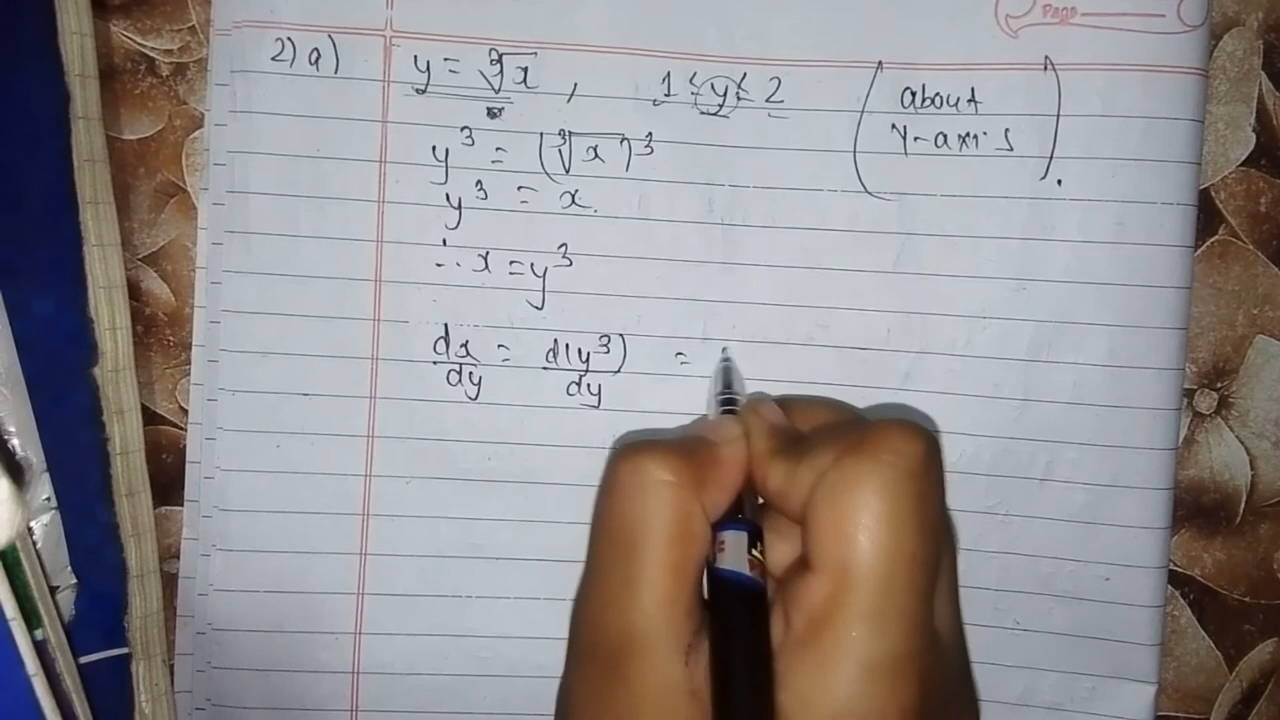 Page
2) a) y = ∛x , 1 ≤ y ≤ 2 (about Y-axis).
y³ = (∛x)³
y³ = x.
∴ x = y³
dx/dy = d(y³)/dy =